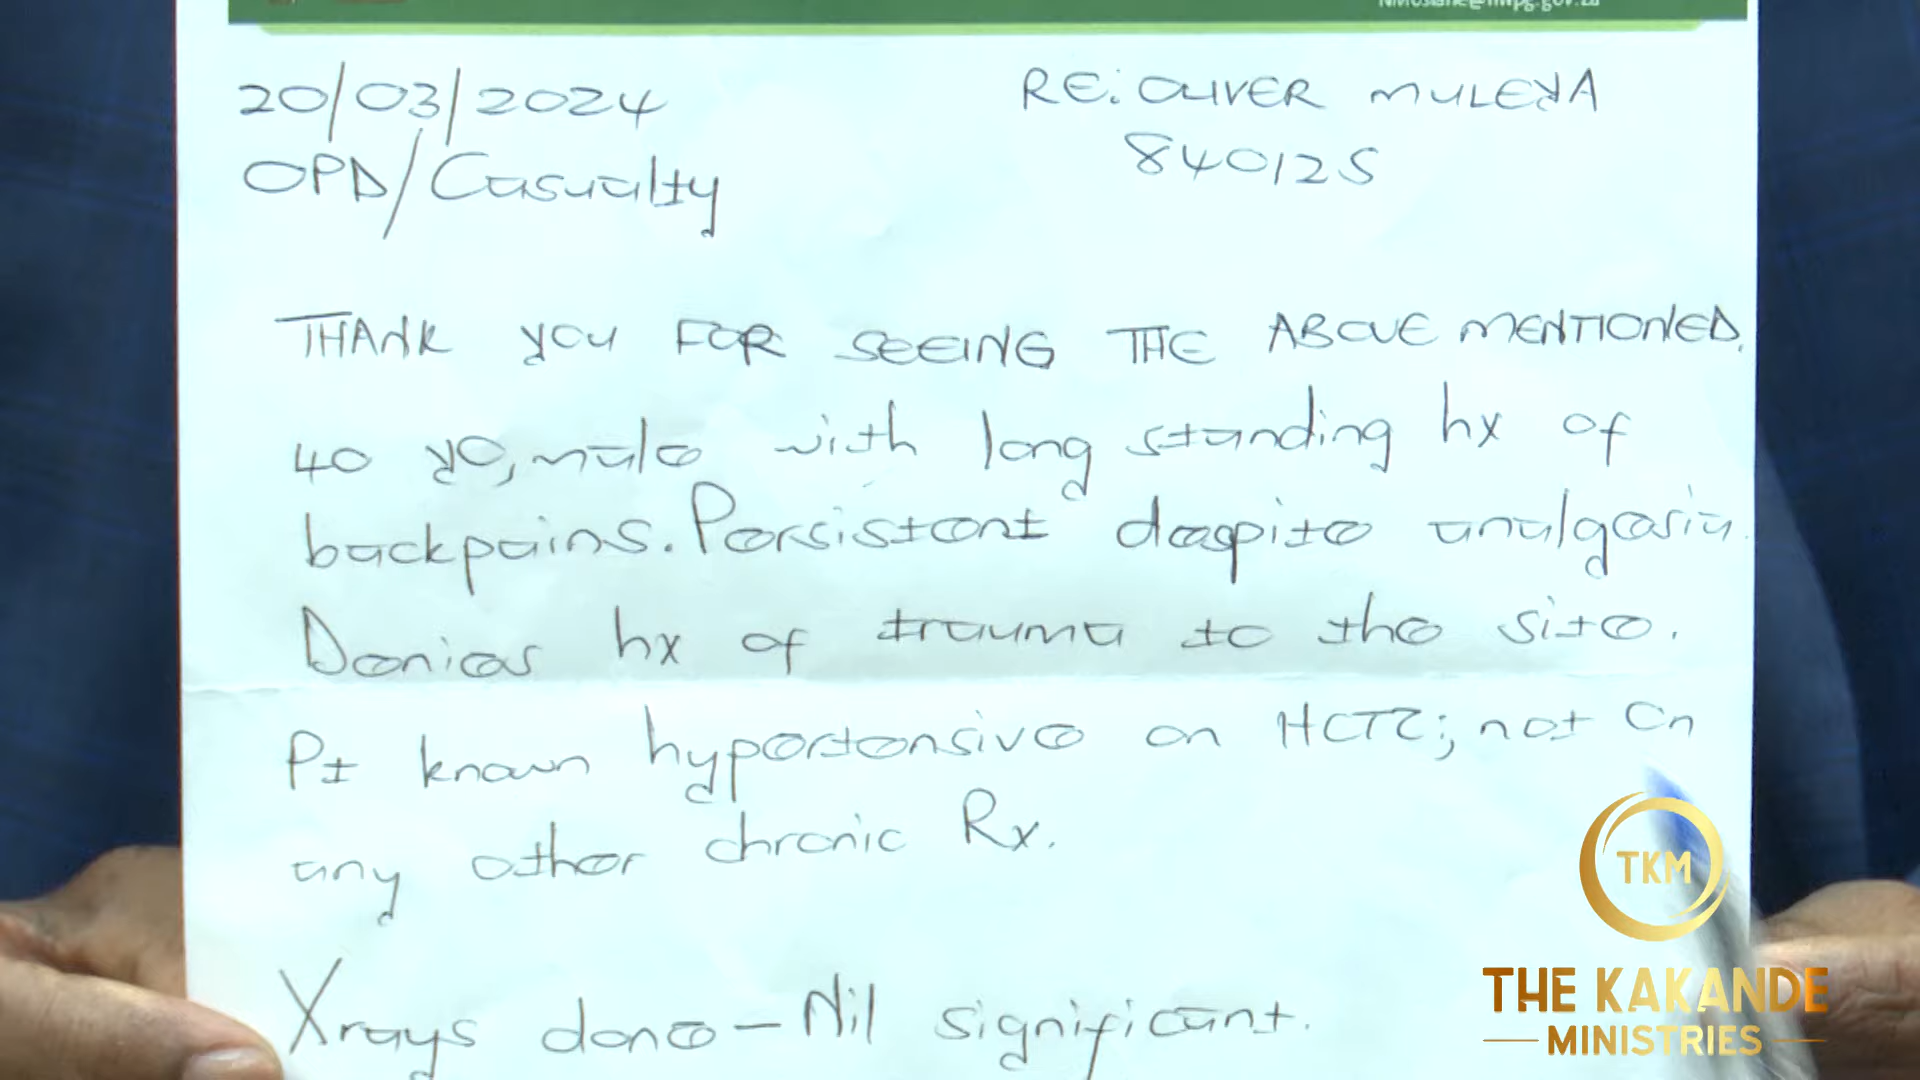 20/03/2024
RE: OLIVER MULEYA
840125
OPD/Casualty
THANK YOU FOR SEEING THE ABOVE MENTIONED.
40 YO, male with long standing hx of
backpains. Persistent despite analgesia.
Denies hx of trauma to the site.
Pt known hypertensive on HCTZ; not on
any other chronic Rx.
Xrays done - Nil significant.
TKM
THE KAKANDE
MINISTRIES